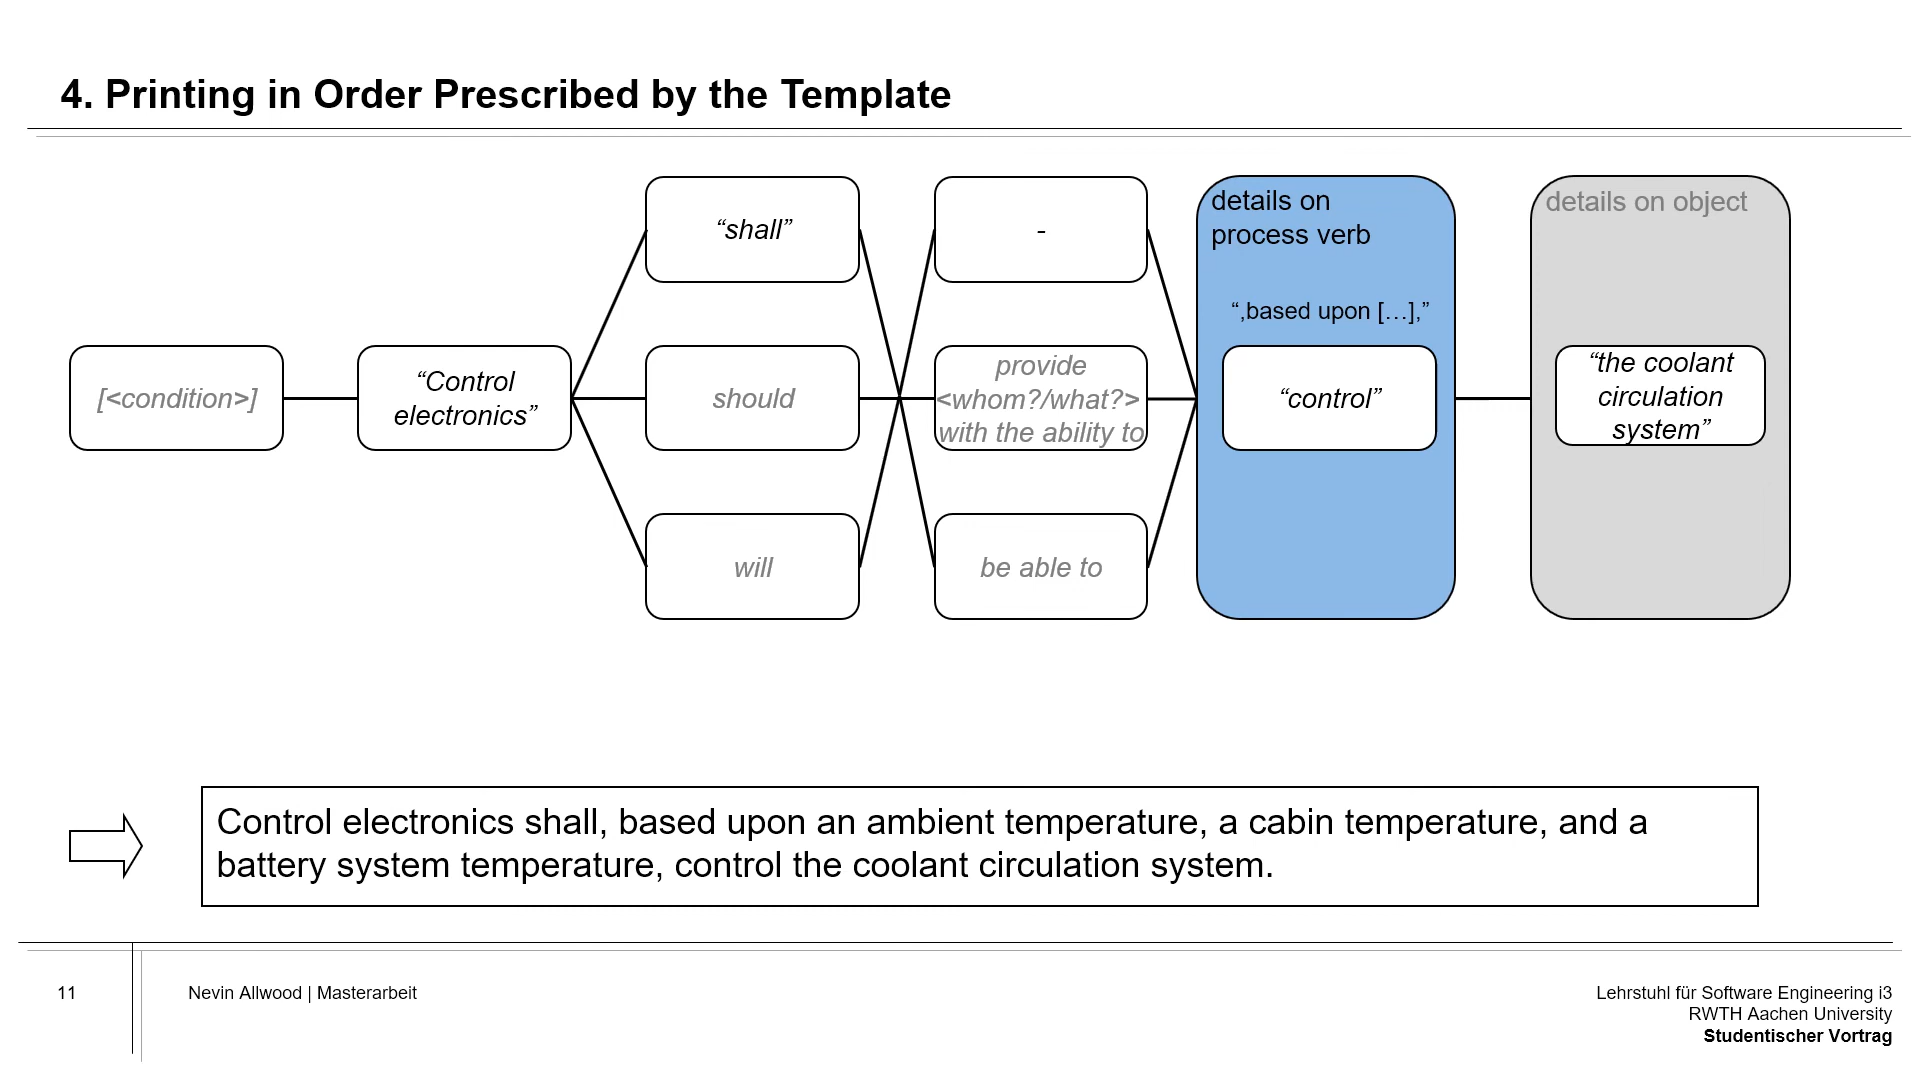 4. Printing in Order Prescribed by the Template
[<condition>]
“Control
electronics”
“shall”
should
will
-
provide
<whom?/what?>
with the ability to
be able to
details on
process verb
“,based upon […],”
“control”
details on object
“the coolant
circulation
system”
Control electronics shall, based upon an ambient temperature, a cabin temperature, and a
battery system temperature, control the coolant circulation system.
11
Nevin Allwood | Masterarbeit
Lehrstuhl für Software Engineering i3
RWTH Aachen University
Studentischer Vortrag